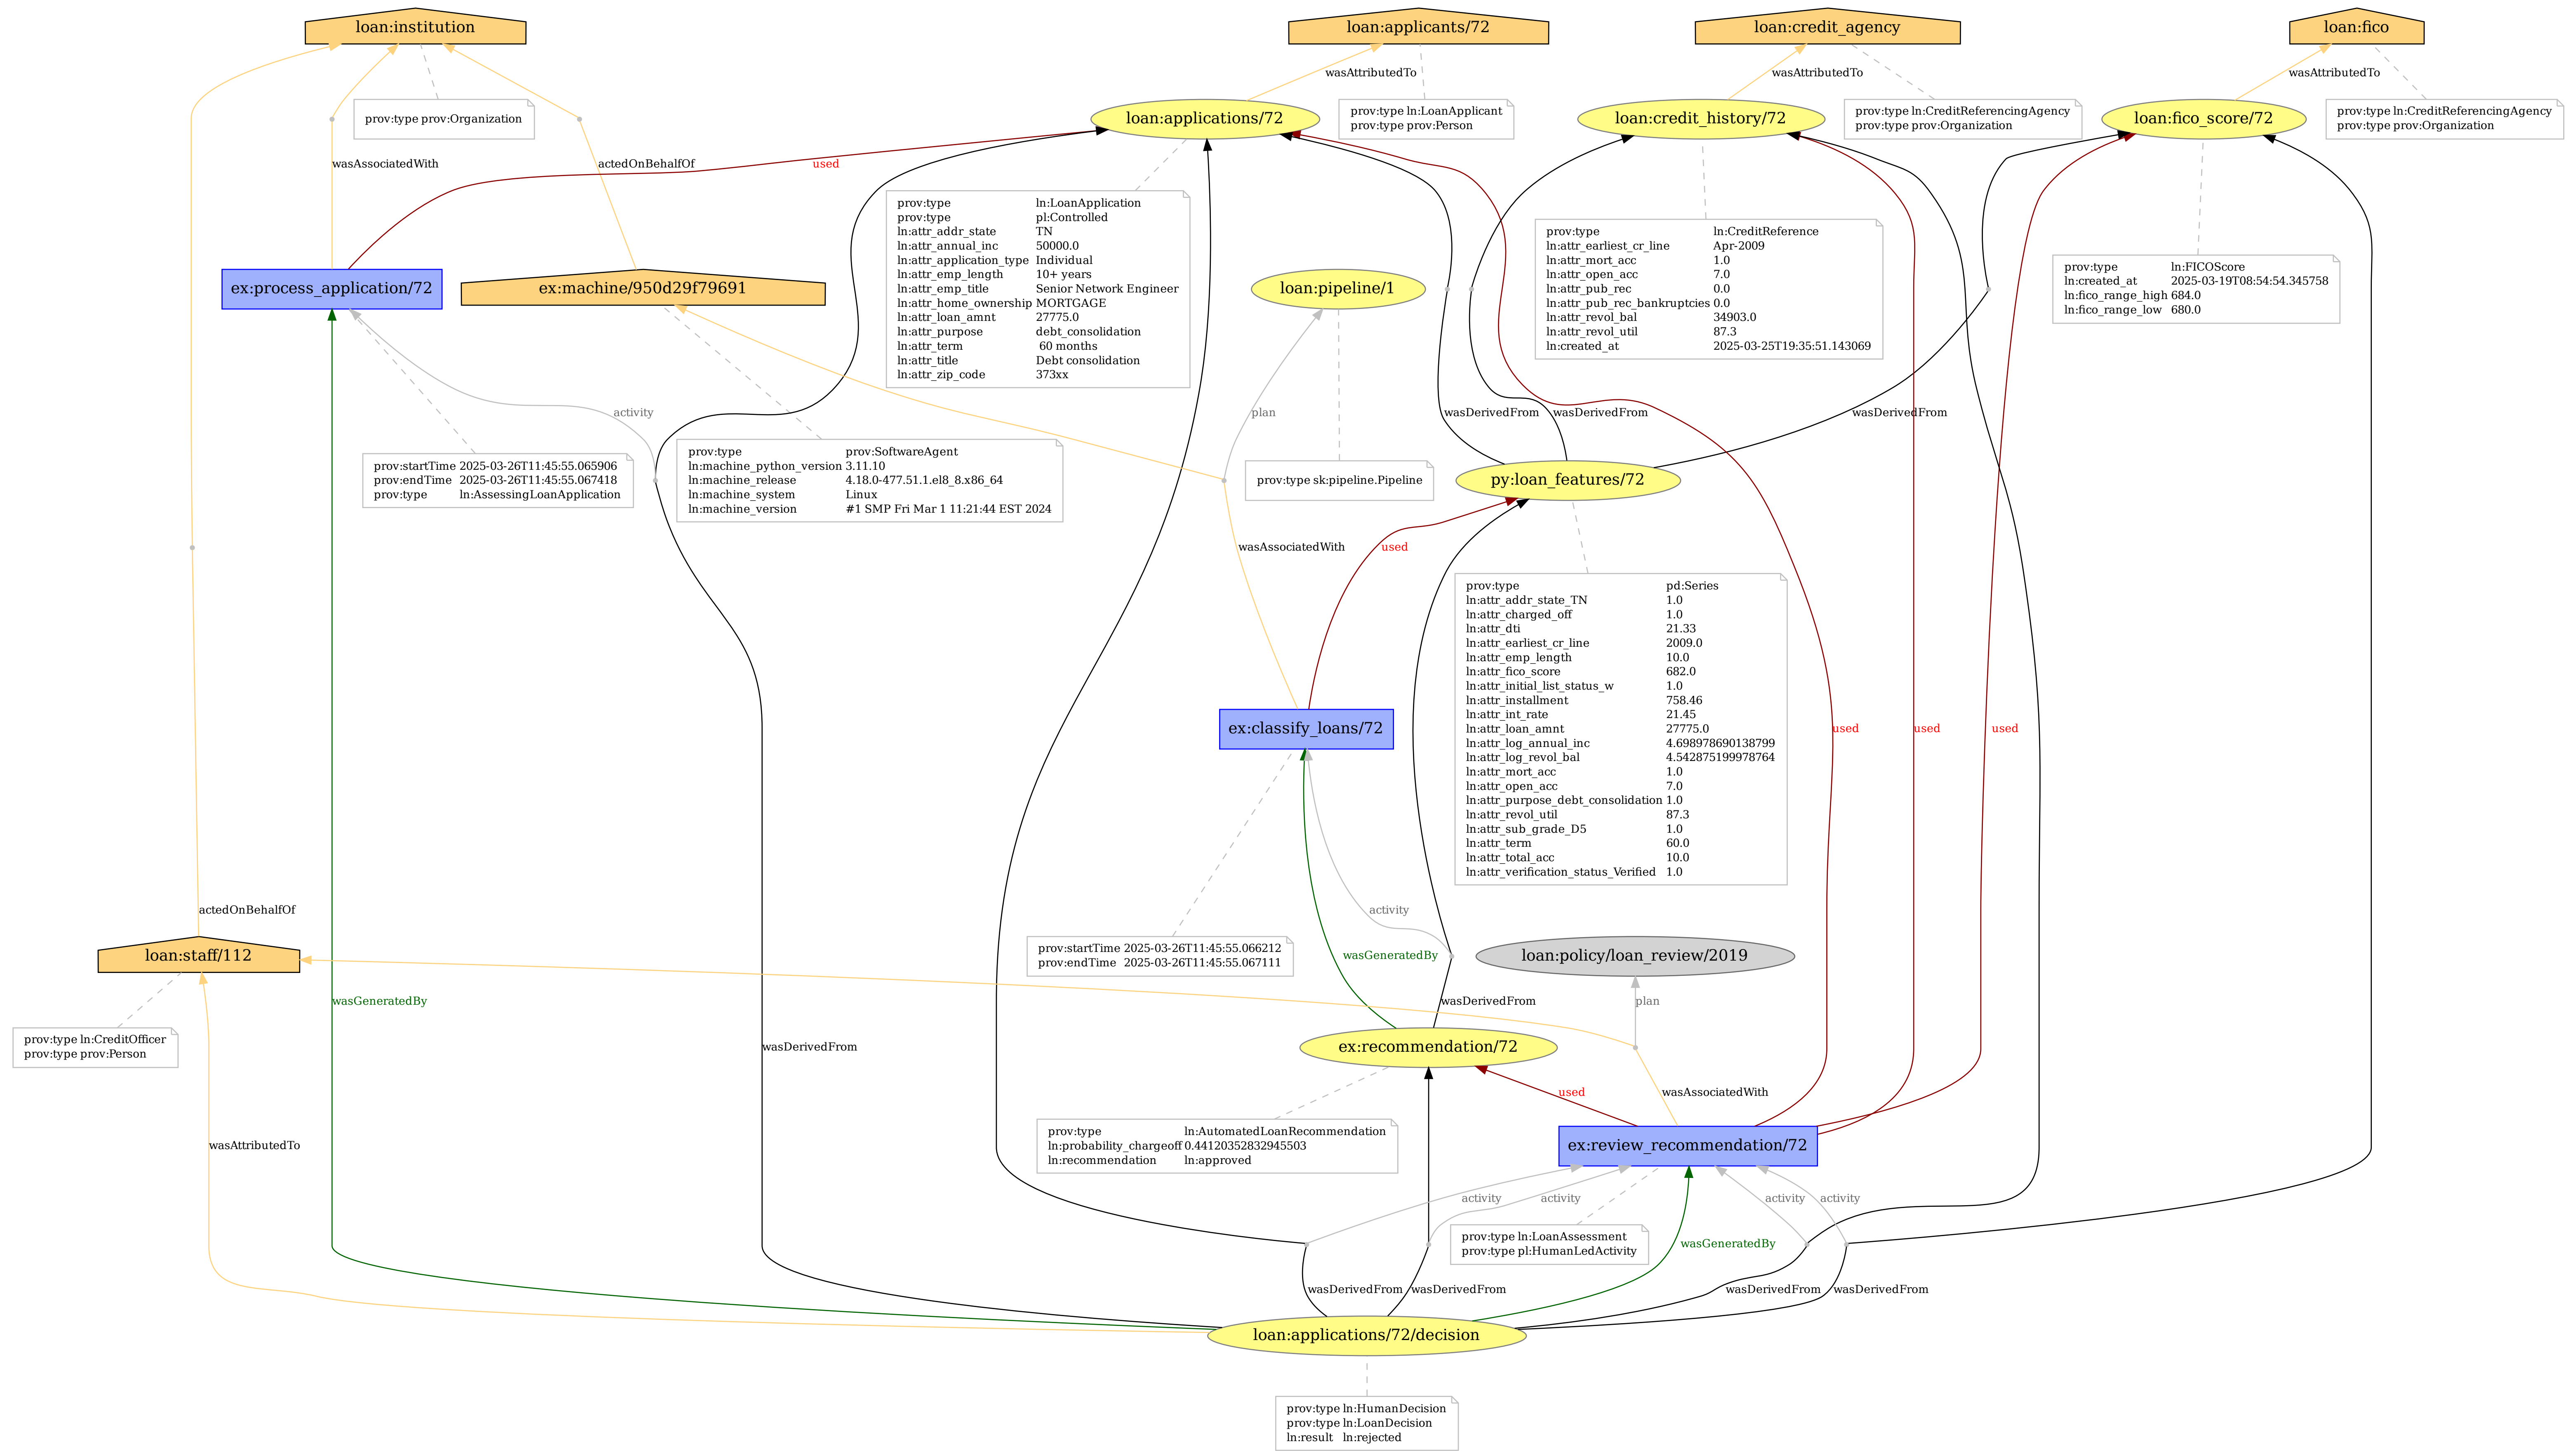 loan:institution
loan:applicants/72
loan:credit_agency
loan:fico
wasAttributedTo
wasAttributedTo
wasAttributedTo
prov:type prov:Organization
loan:applications/72
prov:type ln:LoanApplicant
prov:type prov:Person
loan:credit_history/72
prov:type ln:CreditReferencingAgency
prov:type prov:Organization
loan:fico_score/72
prov:type ln:CreditReferencingAgency
prov:type prov:Organization
wasAssociatedWith
actedOnBehalfOf
used
prov:type ln:LoanApplication
prov:type pl:Controlled
ln:attr_addr_state TN
ln:attr_annual_inc 50000.0
ln:attr_application_type Individual
ln:attr_emp_length 10+ years
ln:attr_emp_title Senior Network Engineer
ln:attr_home_ownership MORTGAGE
ln:attr_loan_amnt 27775.0
ln:attr_purpose debt_consolidation
ln:attr_term 60 months
ln:attr_title Debt consolidation
ln:attr_zip_code 373xx
prov:type ln:CreditReference
ln:attr_earliest_cr_line Apr-2009
ln:attr_mort_acc 1.0
ln:attr_open_acc 7.0
ln:attr_pub_rec 0.0
ln:attr_pub_rec_bankruptcies 0.0
ln:attr_revol_bal 34903.0
ln:attr_revol_util 87.3
ln:created_at 2025-03-25T19:35:51.143069
prov:type ln:FICOScore
ln:created_at 2025-03-19T08:54:54.345758
ln:fico_range_high 684.0
ln:fico_range_low 680.0
ex:process_application/72
ex:machine/950d29f79691
loan:pipeline/1
activity
plan
wasDerivedFrom
wasDerivedFrom
wasDerivedFrom
prov:startTime 2025-03-26T11:45:55.065906
prov:endTime 2025-03-26T11:45:55.067418
prov:type ln:AssessingLoanApplication
prov:type prov:SoftwareAgent
ln:machine_python_version 3.11.10
ln:machine_release 4.18.0-477.51.1.el8_8.x86_64
ln:machine_system Linux
ln:machine_version #1 SMP Fri Mar 1 11:21:44 EST 2024
prov:type sk:pipeline.Pipeline
py:loan_features/72
wasAssociatedWith
used
prov:type pd:Series
ln:attr_addr_state_TN 1.0
ln:attr_charged_off 1.0
ln:attr_dti 21.33
ln:attr_earliest_cr_line 2009.0
ln:attr_emp_length 10.0
ln:attr_fico_score 682.0
ln:attr_initial_list_status_w 1.0
ln:attr_installment 758.46
ln:attr_int_rate 21.45
ln:attr_loan_amnt 27775.0
ln:attr_log_annual_inc 4.698978690138799
ln:attr_log_revol_bal 4.542875199978764
ln:attr_mort_acc 1.0
ln:attr_open_acc 7.0
ln:attr_purpose_debt_consolidation 1.0
ln:attr_revol_util 87.3
ln:attr_sub_grade_D5 1.0
ln:attr_term 60.0
ln:attr_total_acc 10.0
ln:attr_verification_status_Verified 1.0
ex:classify_loans/72
used
used
used
actedOnBehalfOf
activity
loan:staff/112
prov:startTime 2025-03-26T11:45:55.066212
prov:endTime 2025-03-26T11:45:55.067111
wasGeneratedBy
loan:policy/loan_review/2019
wasGeneratedBy
wasDerivedFrom
plan
prov:type ln:CreditOfficer
prov:type prov:Person
wasDerivedFrom
ex:recommendation/72
used
wasAssociatedWith
prov:type ln:AutomatedLoanRecommendation
ln:probability_chargeoff 0.44120352832945503
ln:recommendation ln:approved
wasAttributedTo
ex:review_recommendation/72
activity
activity
activity
activity
prov:type ln:LoanAssessment
prov:type pl:HumanLedActivity
wasGeneratedBy
wasDerivedFrom
wasDerivedFrom
wasDerivedFrom
wasDerivedFrom
loan:applications/72/decision
prov:type ln:HumanDecision
prov:type ln:LoanDecision
ln:result ln:rejected